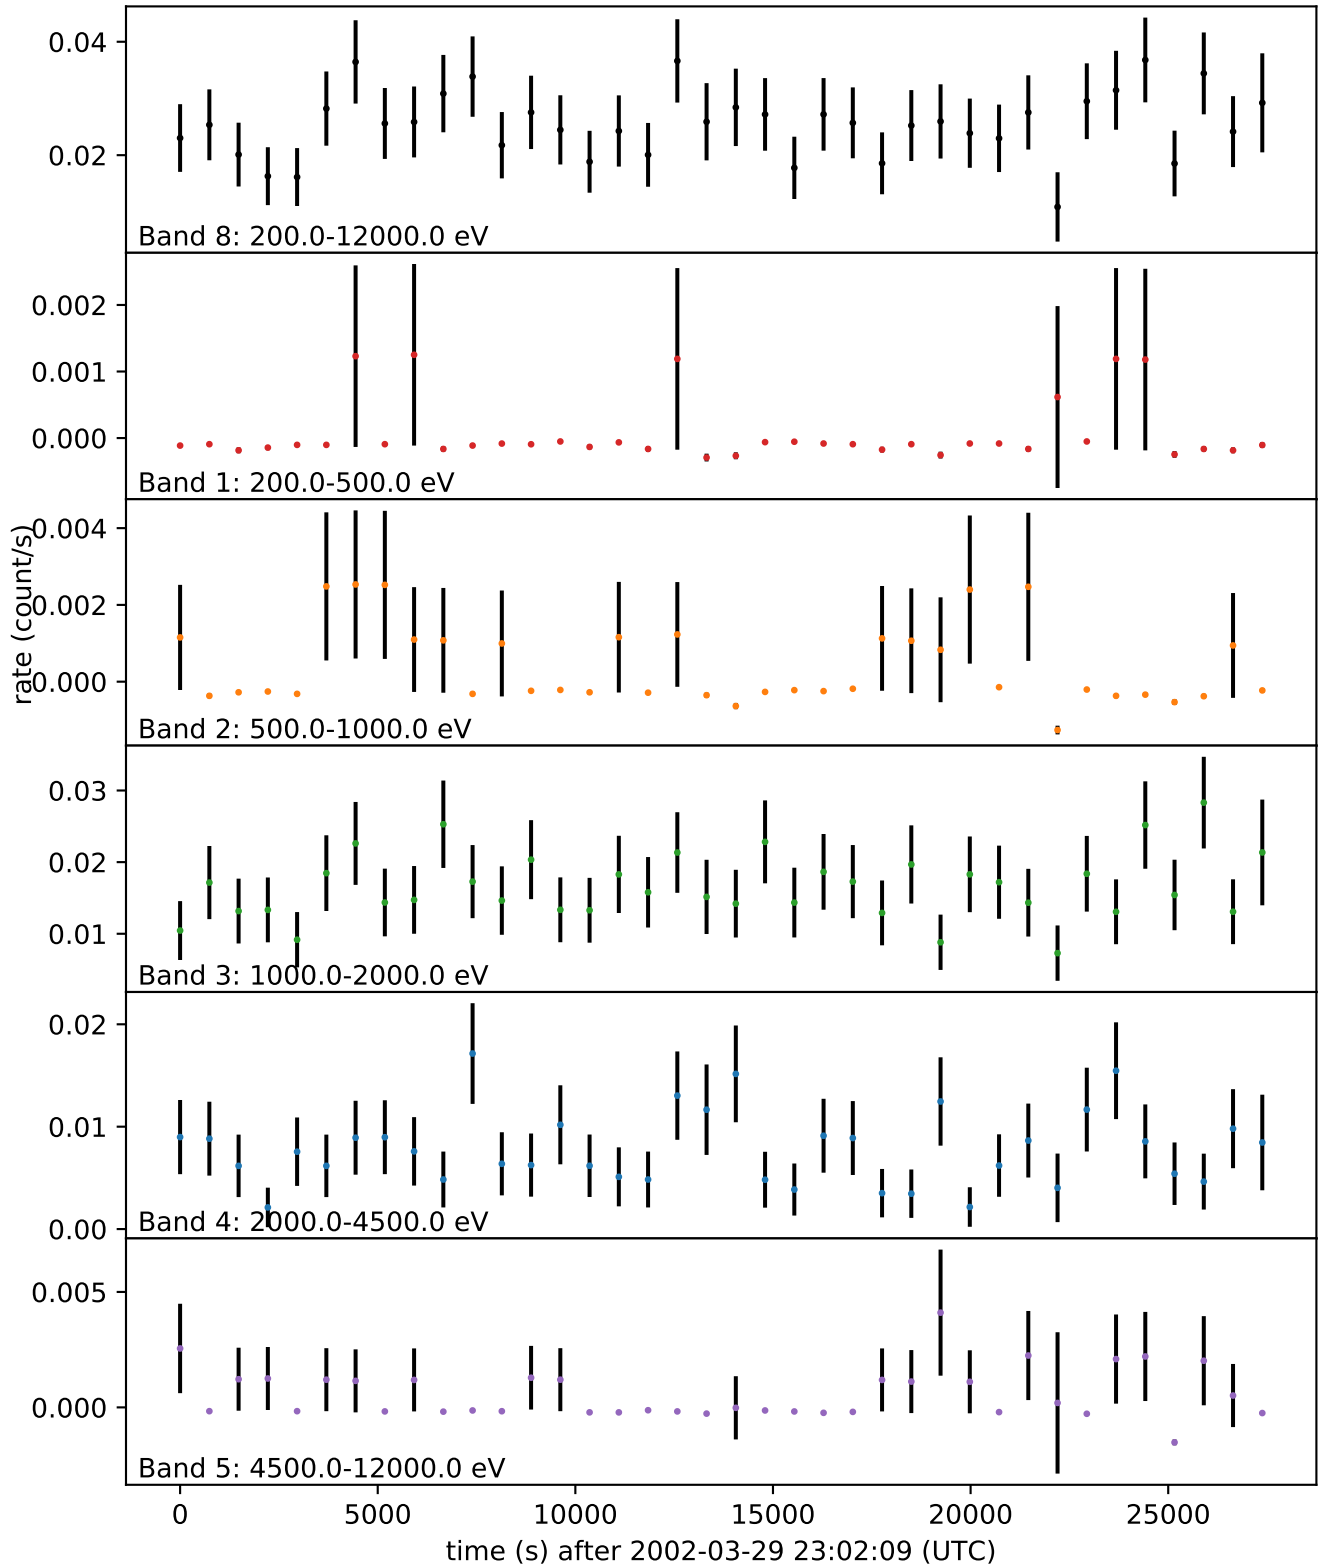 0.04
0.02
Band 8: 200.0-12000.0 eV
0.002
0.001
0.000
Band 1: 200.0-500.0 eV
rate (count/s)
0.004
0.002
0.000
Band 2: 500.0-1000.0 eV
0.03
0.02
0.01
Band 3: 1000.0-2000.0 eV
0.02
0.01
0.00
Band 4: 2000.0-4500.0 eV
0.005
0.000
Band 5: 4500.0-12000.0 eV
0 5000 10000 15000 20000 25000
time (s) after 2002-03-29 23:02:09 (UTC)